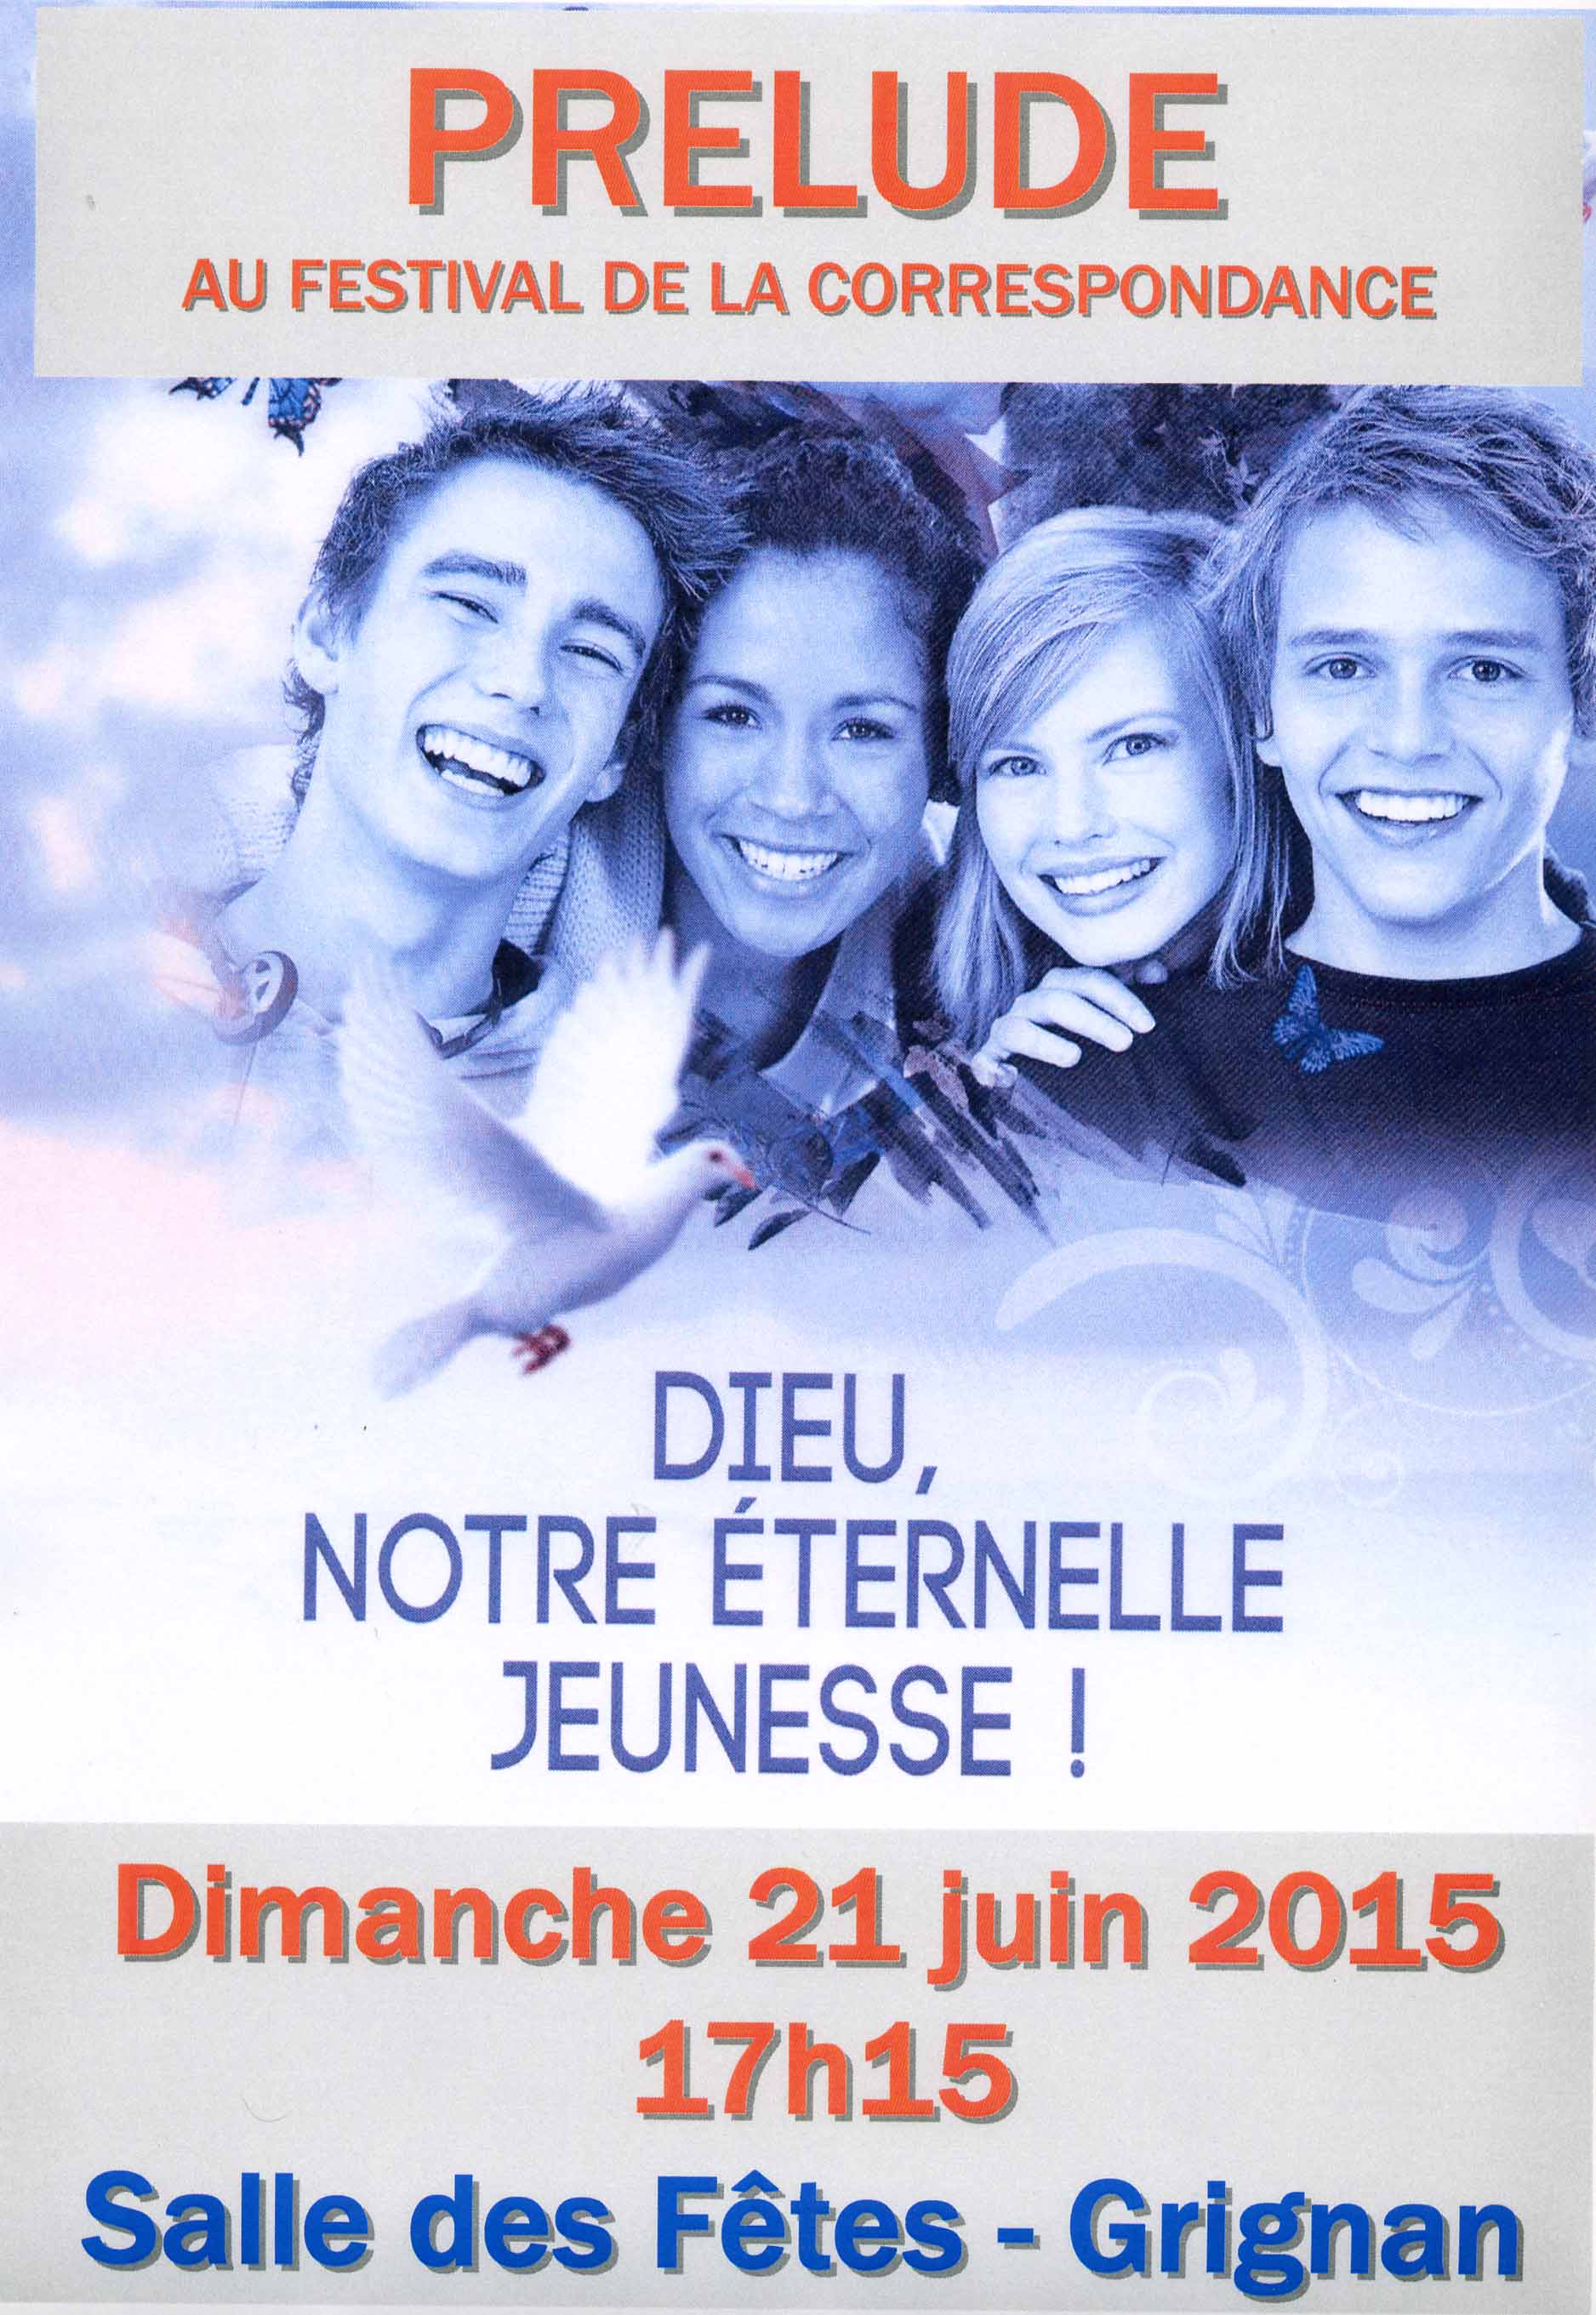 PRELUDE
AU FESTIVAL DE LA CORRESPONDANCE
DIEU,
NOTRE ÉTERNELLE
JEUNESSE !
Dimanche 21 juin 2015
17h15
Salle des Fêtes - Grignan